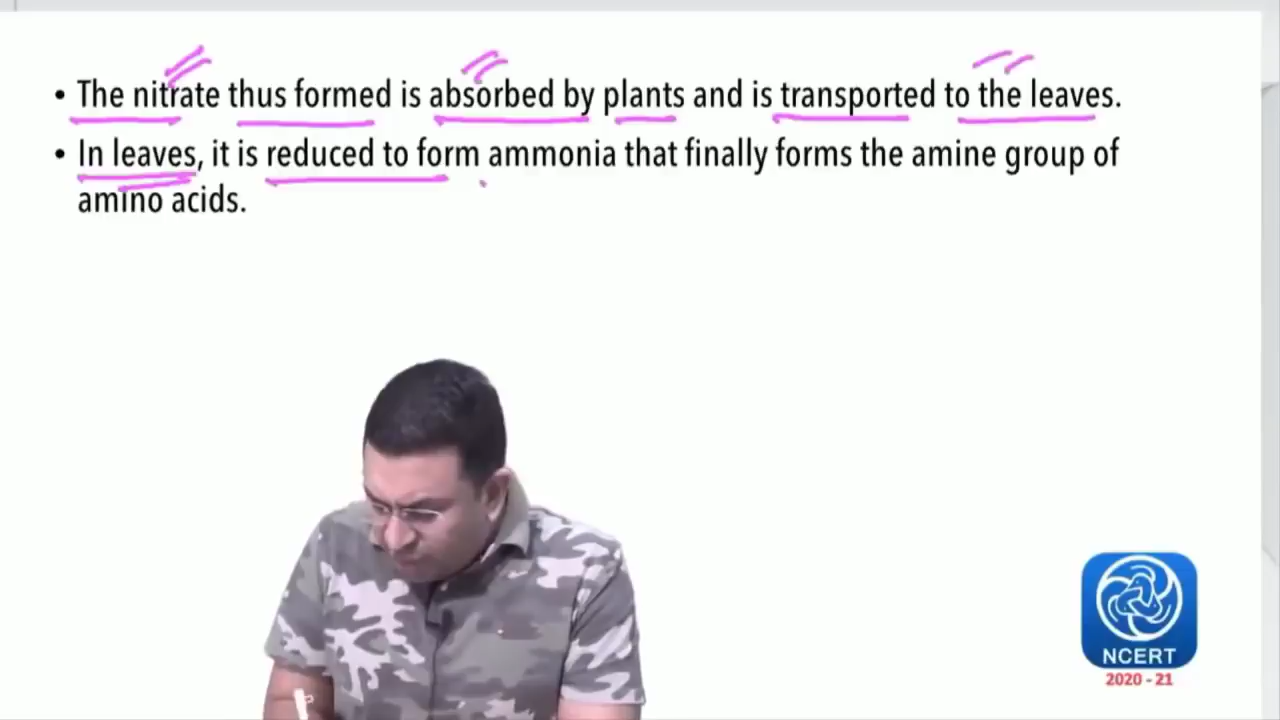 • The nitrate thus formed is absorbed by plants and is transported to the leaves.
• In leaves, it is reduced to form ammonia that finally forms the amine group of
amino acids.
NCERT
2020 - 21